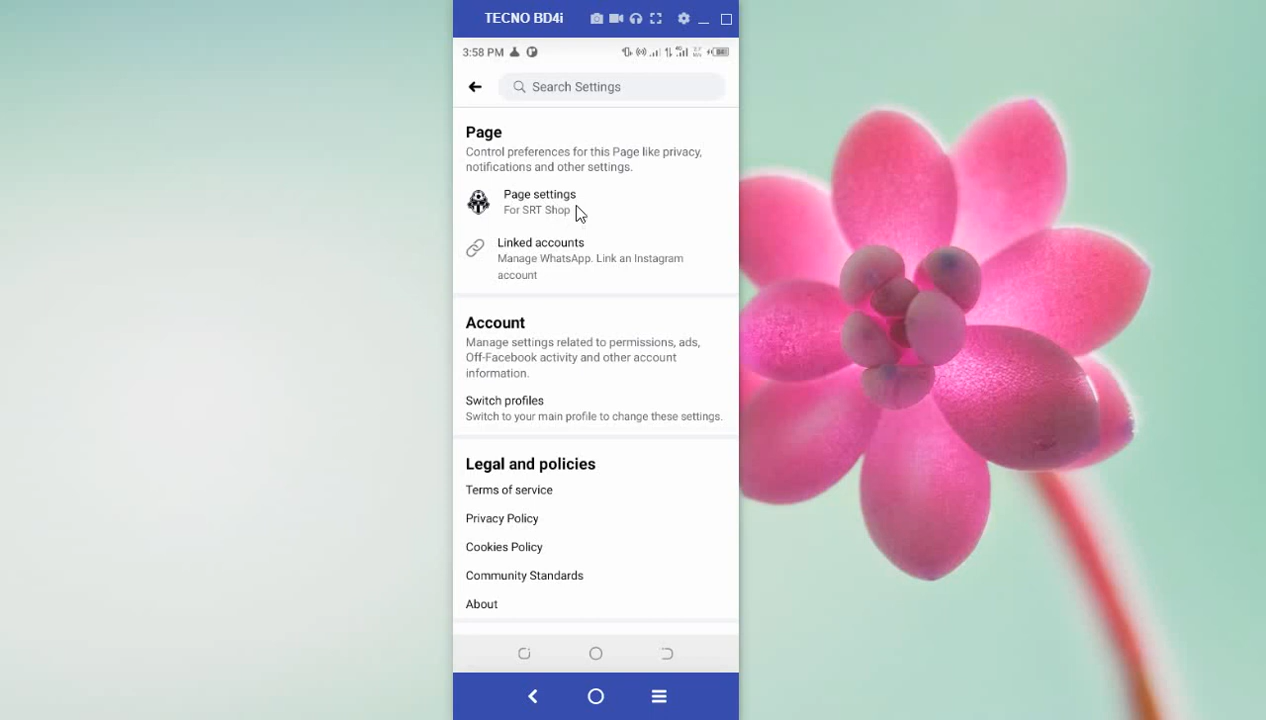 TECNO BD4i
3:58 PM
Search Settings
Page
Control preferences for this Page like privacy,
notifications and other settings.
Page settings
For SRT Shop
Linked accounts
Manage WhatsApp. Link an Instagram
account
Account
Manage settings related to permissions, ads,
Off-Facebook activity and other account
information.
Switch profiles
Switch to your main profile to change these settings.
Legal and policies
Terms of service
Privacy Policy
Cookies Policy
Community Standards
About